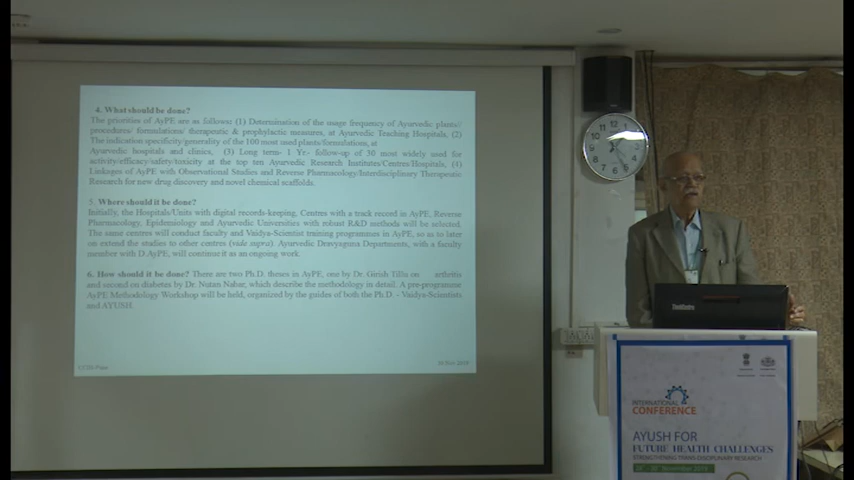 4. What should be done?
The priorities of AyPE are as follows: (1) Determination of the usage frequency of Ayurvedic plants/
procedures/ formulations/ therapeutic & prophylactic measures, at Ayurvedic Teaching Hospitals, (2)
The indication specificity/generality of the 100 most used plants/formulations, at
Ayurvedic hospitals and clinics, (3) Long term- 1 Yr.- follow-up of 30 most widely used for
activity/efficacy/safety/toxicity at the top ten Ayurvedic Research Institutes/Centres/Hospitals, (4)
Linkages of AyPE with Observational Studies and Reverse Pharmacology/Interdisciplinary Therapeutic
Research for new drug discovery and novel chemical scaffolds.
5. Where should it be done?
Initially, the Hospitals/Units with digital records-keeping, Centres with a track record in AyPE, Reverse
Pharmacology, Epidemiology and Ayurvedic Universities with robust R&D methods will be selected.
The same centres will conduct faculty and Vaidya-Scientist training programmes in AyPE, so as to later
on extend the studies to other centres (vide supra). Ayurvedic Dravyaguna Departments, with a faculty
member with D.AyPE, will continue it as an ongoing work.
6. How should it be done? There are two Ph.D. theses in AyPE, one by Dr. Girish Tillu on arthritis
and second on diabetes by Dr. Nutan Nabar, which describe the methodology in detail. A pre-programme
AyPE Methodology Workshop will be held, organized by the guides of both the Ph.D. – Vaidya-Scientists
and AYUSH.
ThinkCentre
INTERNATIONAL
CONFERENCE
AYUSH FOR
FUTURE HEALTH CHALLENGES
STRENGTHENING TRANS-DISCIPLINARY RESEARCH
November 2019